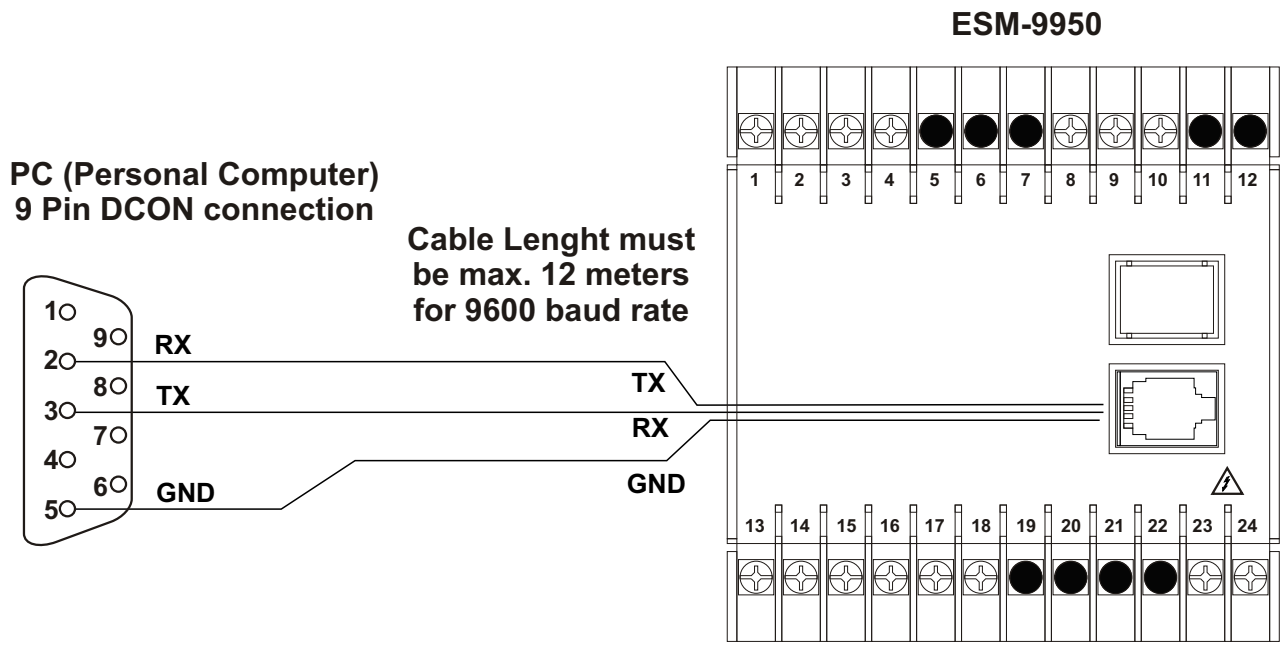 ESM-9950
1 2 3 4 5 6 7 8 9 10 11 12
PC (Personal Computer)
9 Pin DCON connection
Cable Lenght must
be max. 12 meters
for 9600 baud rate
1
9
RX
2
8
TX
TX
3
7
RX
4
6
GND
GND
5
13 14 15 16 17 18 19 20 21 22 23 24